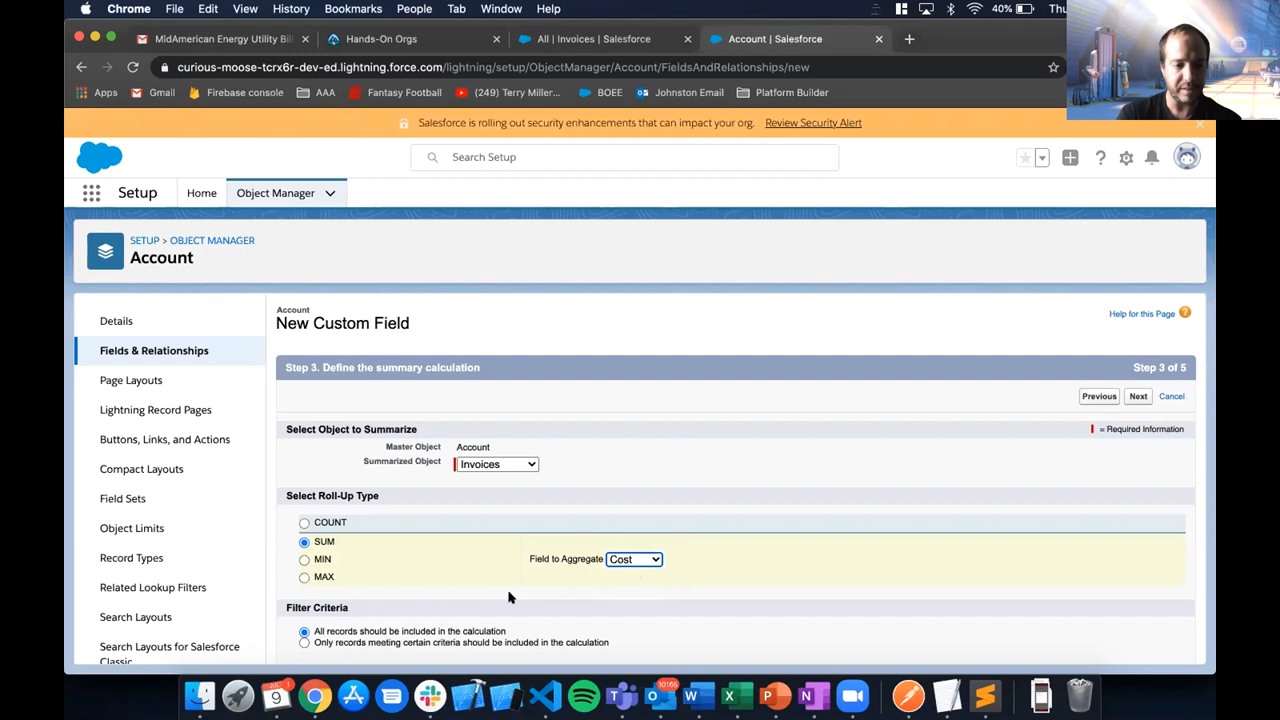 Chrome File Edit View History Bookmarks People Tab Window Help 40% Thu
MidAmerican Energy Utility Bil × Hands-On Orgs × All | Invoices | Salesforce × Account | Salesforce × +
curious-moose-tcrx6r-dev-ed.lightning.force.com/lightning/setup/ObjectManager/Account/FieldsAndRelationships/new
Apps Gmail Firebase console AAA Fantasy Football (249) Terry Miller... BOEE Johnston Email Platform Builder
Salesforce is rolling out security enhancements that can impact your org. Review Security Alert
Search Setup
Setup Home Object Manager
SETUP > OBJECT MANAGER
Account
Details
Fields & Relationships
Page Layouts
Lightning Record Pages
Buttons, Links, and Actions
Compact Layouts
Field Sets
Object Limits
Record Types
Related Lookup Filters
Search Layouts
Search Layouts for Salesforce
Classic
Account
New Custom Field
Help for this Page ?
Step 3. Define the summary calculation Step 3 of 5
Previous Next Cancel
Select Object to Summarize = Required Information
Master Object Account
Summarized Object Invoices
Select Roll-Up Type
COUNT
SUM
MIN Field to Aggregate Cost
MAX
Filter Criteria
All records should be included in the calculation
Only records meeting certain criteria should be included in the calculation
JUL 1
9
10165